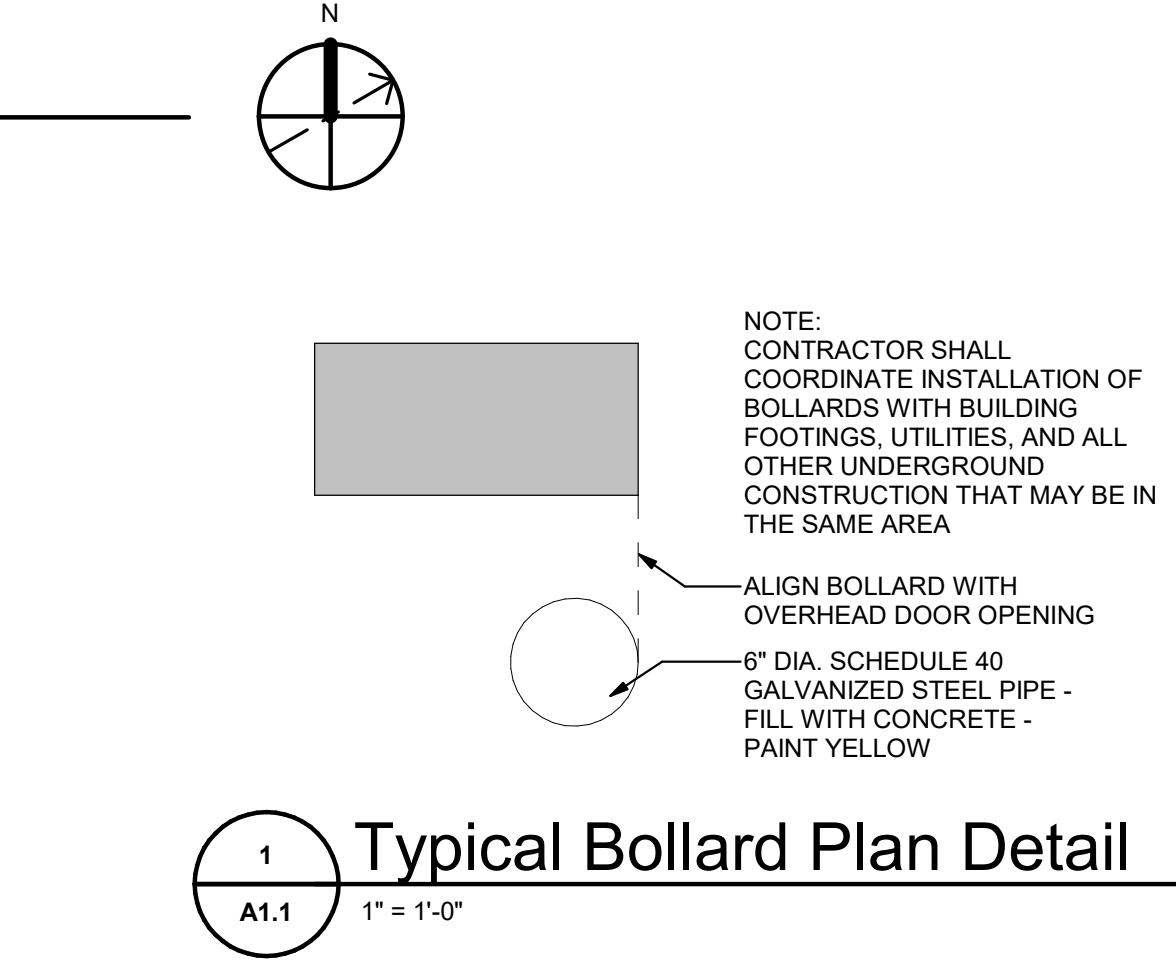 N
NOTE:
CONTRACTOR SHALL
COORDINATE INSTALLATION OF
BOLLARDS WITH BUILDING
FOOTINGS, UTILITIES, AND ALL
OTHER UNDERGROUND
CONSTRUCTION THAT MAY BE IN
THE SAME AREA
ALIGN BOLLARD WITH
OVERHEAD DOOR OPENING
6" DIA. SCHEDULE 40
GALVANIZED STEEL PIPE -
FILL WITH CONCRETE -
PAINT YELLOW
1
Typical Bollard Plan Detail
A1.1
1" = 1'-0"